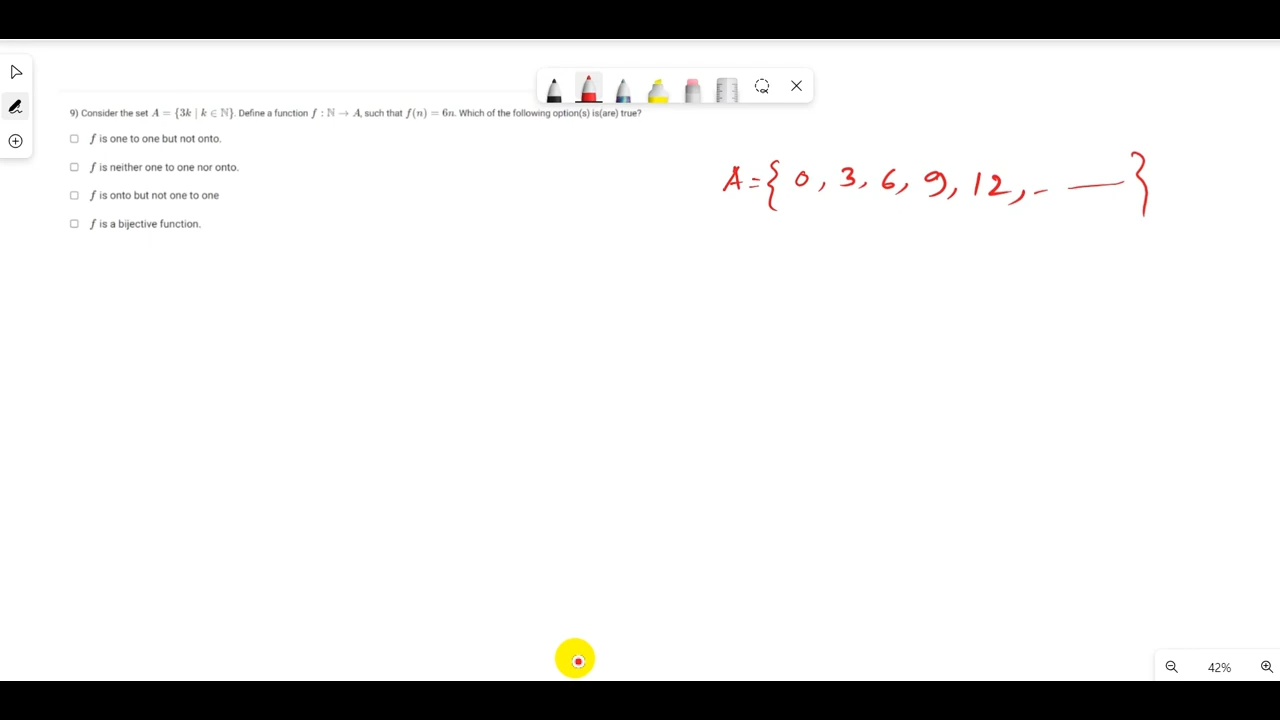 9) Consider the set A = {3k | k ∈ ℕ}. Define a function f : ℕ → A, such that f(n) = 6n. Which of the following option(s) is(are) true?
f is one to one but not onto.
f is neither one to one nor onto.
f is onto but not one to one
f is a bijective function.
A = { 0, 3, 6, 9, 12, - — }
42%